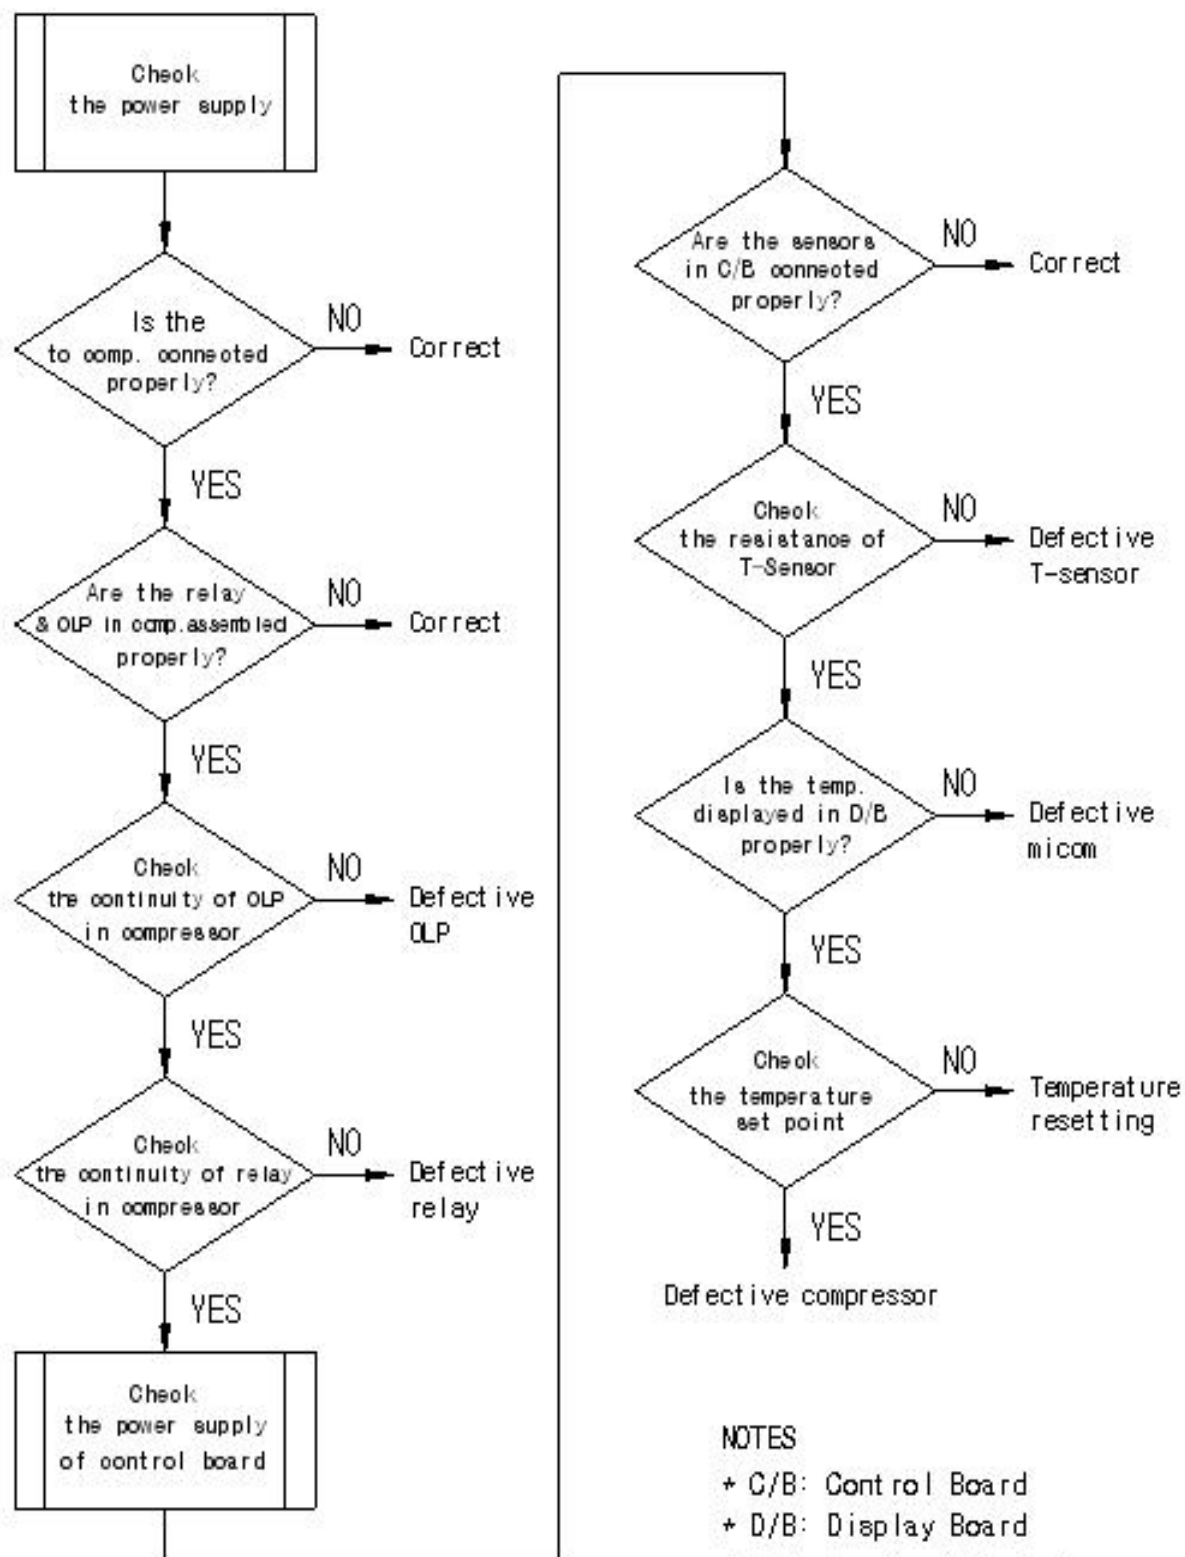 Check
the power supply
Is the
to comp. connected
properly?
NO
Correct
YES
Are the relay
& OLP in comp.assembled
properly?
NO
Correct
YES
Check
the continuity of OLP
in compressor
NO
Defective
OLP
YES
Check
the continuity of relay
in compressor
NO
Defective
relay
YES
Check
the power supply
of control board
Are the sensors
in C/B connected
properly?
NO
Correct
YES
Check
the resistance of
T-Sensor
NO
Defective
T-sensor
YES
Is the temp.
displayed in D/B
properly?
NO
Defective
micom
YES
Check
the temperature
set point
NO
Temperature
resetting
YES
Defective compressor
NOTES
* C/B: Control Board
* D/B: Display Board